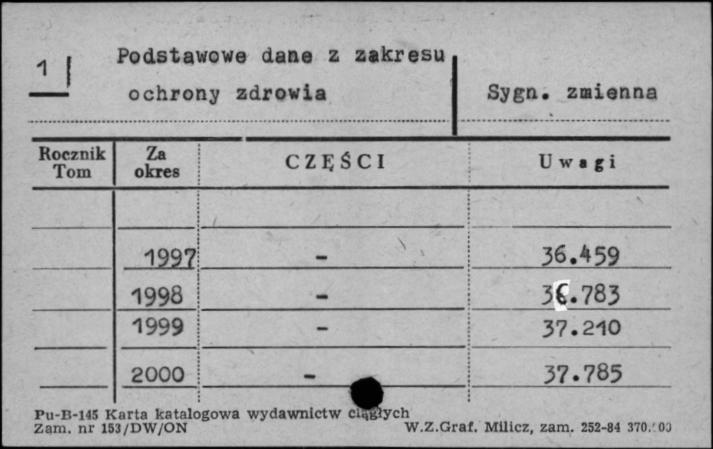 1
Podstawowe dane z zakresu
ochrony zdrowia
Sygn. zmienna
Rocznik Tom
Za okres
CZĘŚCI
Uwagi
1997 - 36.459
1998 - 36.783
1999 - 37.210
2000 - 37.785
Pu-B-145 Karta katalogowa wydawnictw ciągłych
Zam. nr 153/DW/ON
W.Z.Graf. Milicz, zam. 252-84